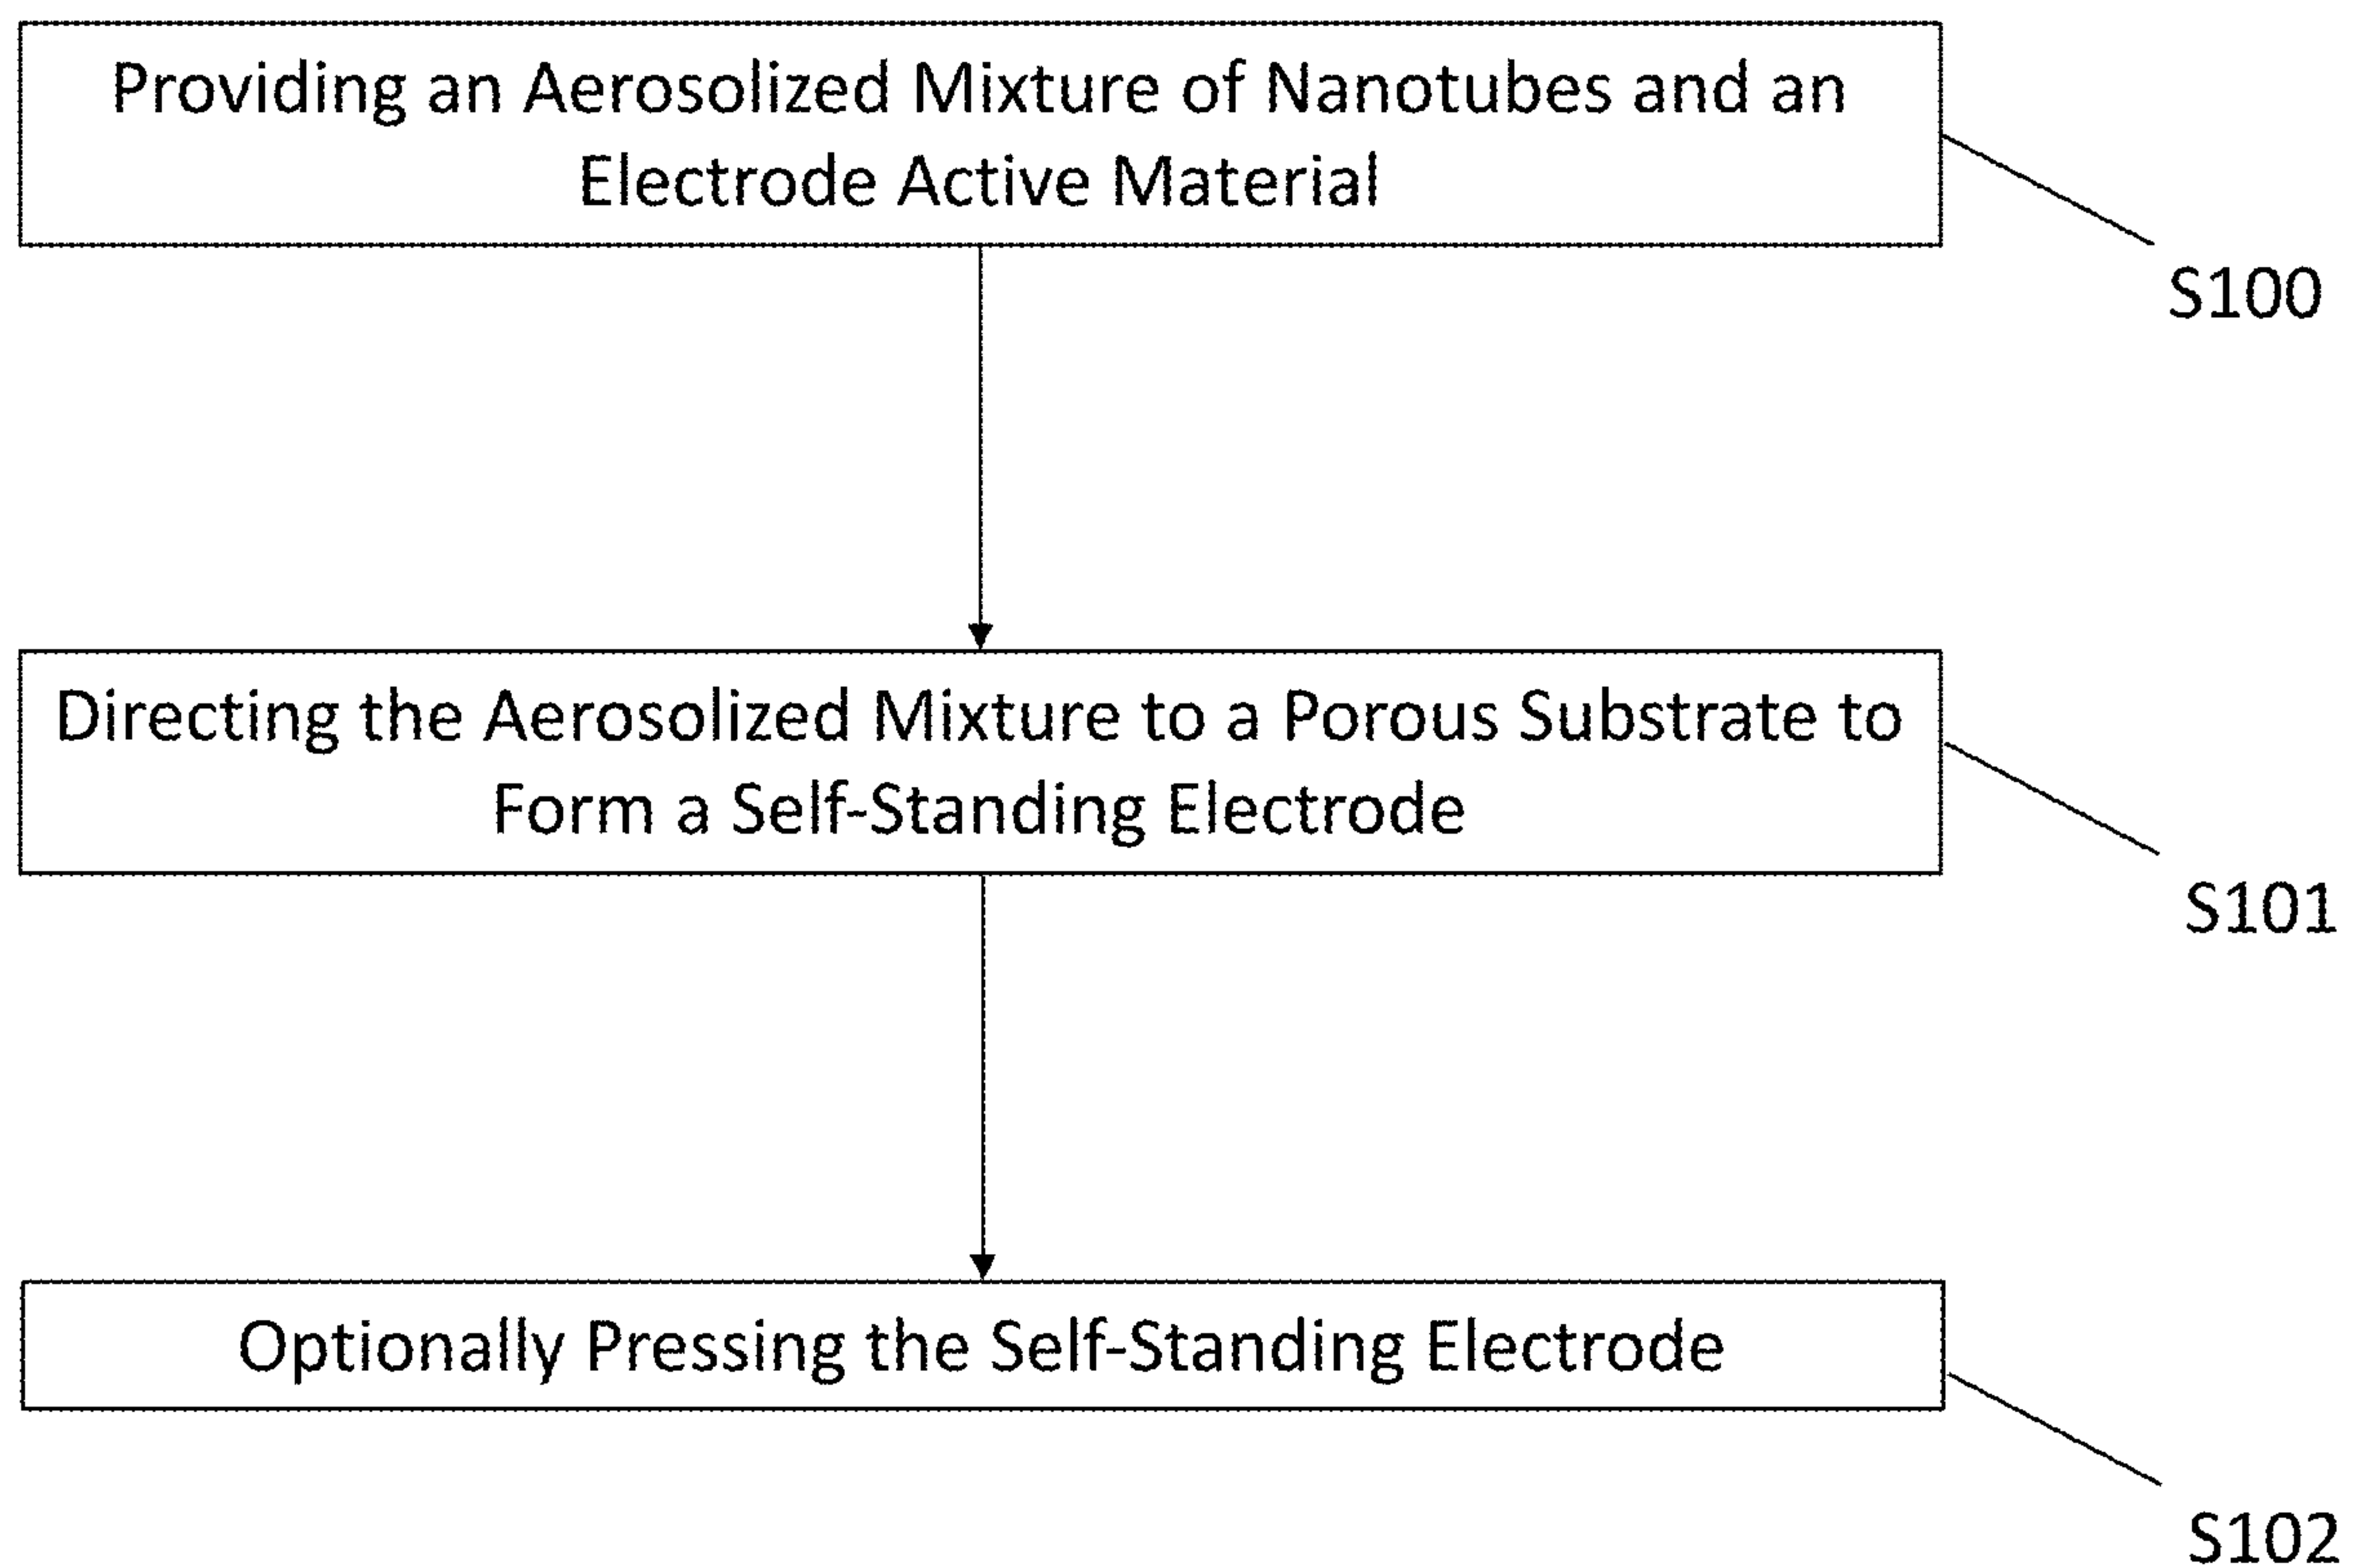 Providing an Aerosolized Mixture of Nanotubes and an
Electrode Active Material
S100
Directing the Aerosolized Mixture to a Porous Substrate to
Form a Self-Standing Electrode
S101
Optionally Pressing the Self-Standing Electrode
S102